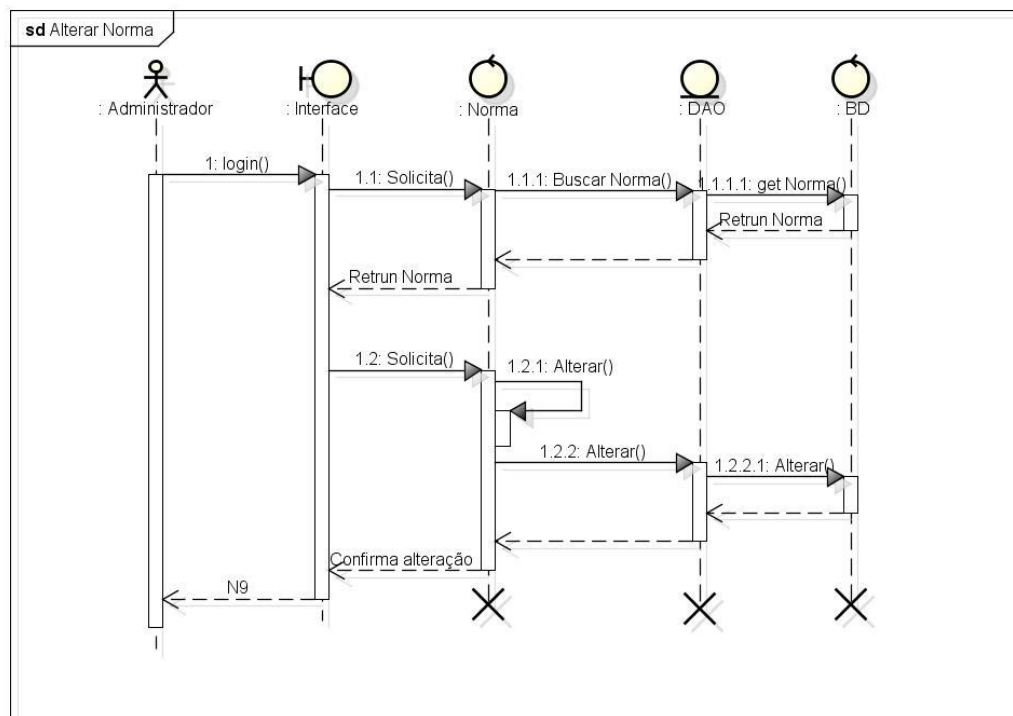 sd Alterar Norma
: Administrador
: Interface
: Norma
: DAO
: BD
1: login()
1.1: Solicita()
1.1.1: Buscar Norma()
1.1.1.1: get Norma()
Retrun Norma
Retrun Norma
1.2: Solicita()
1.2.1: Alterar()
1.2.2: Alterar()
1.2.2.1: Alterar()
Confirma alteração
N9